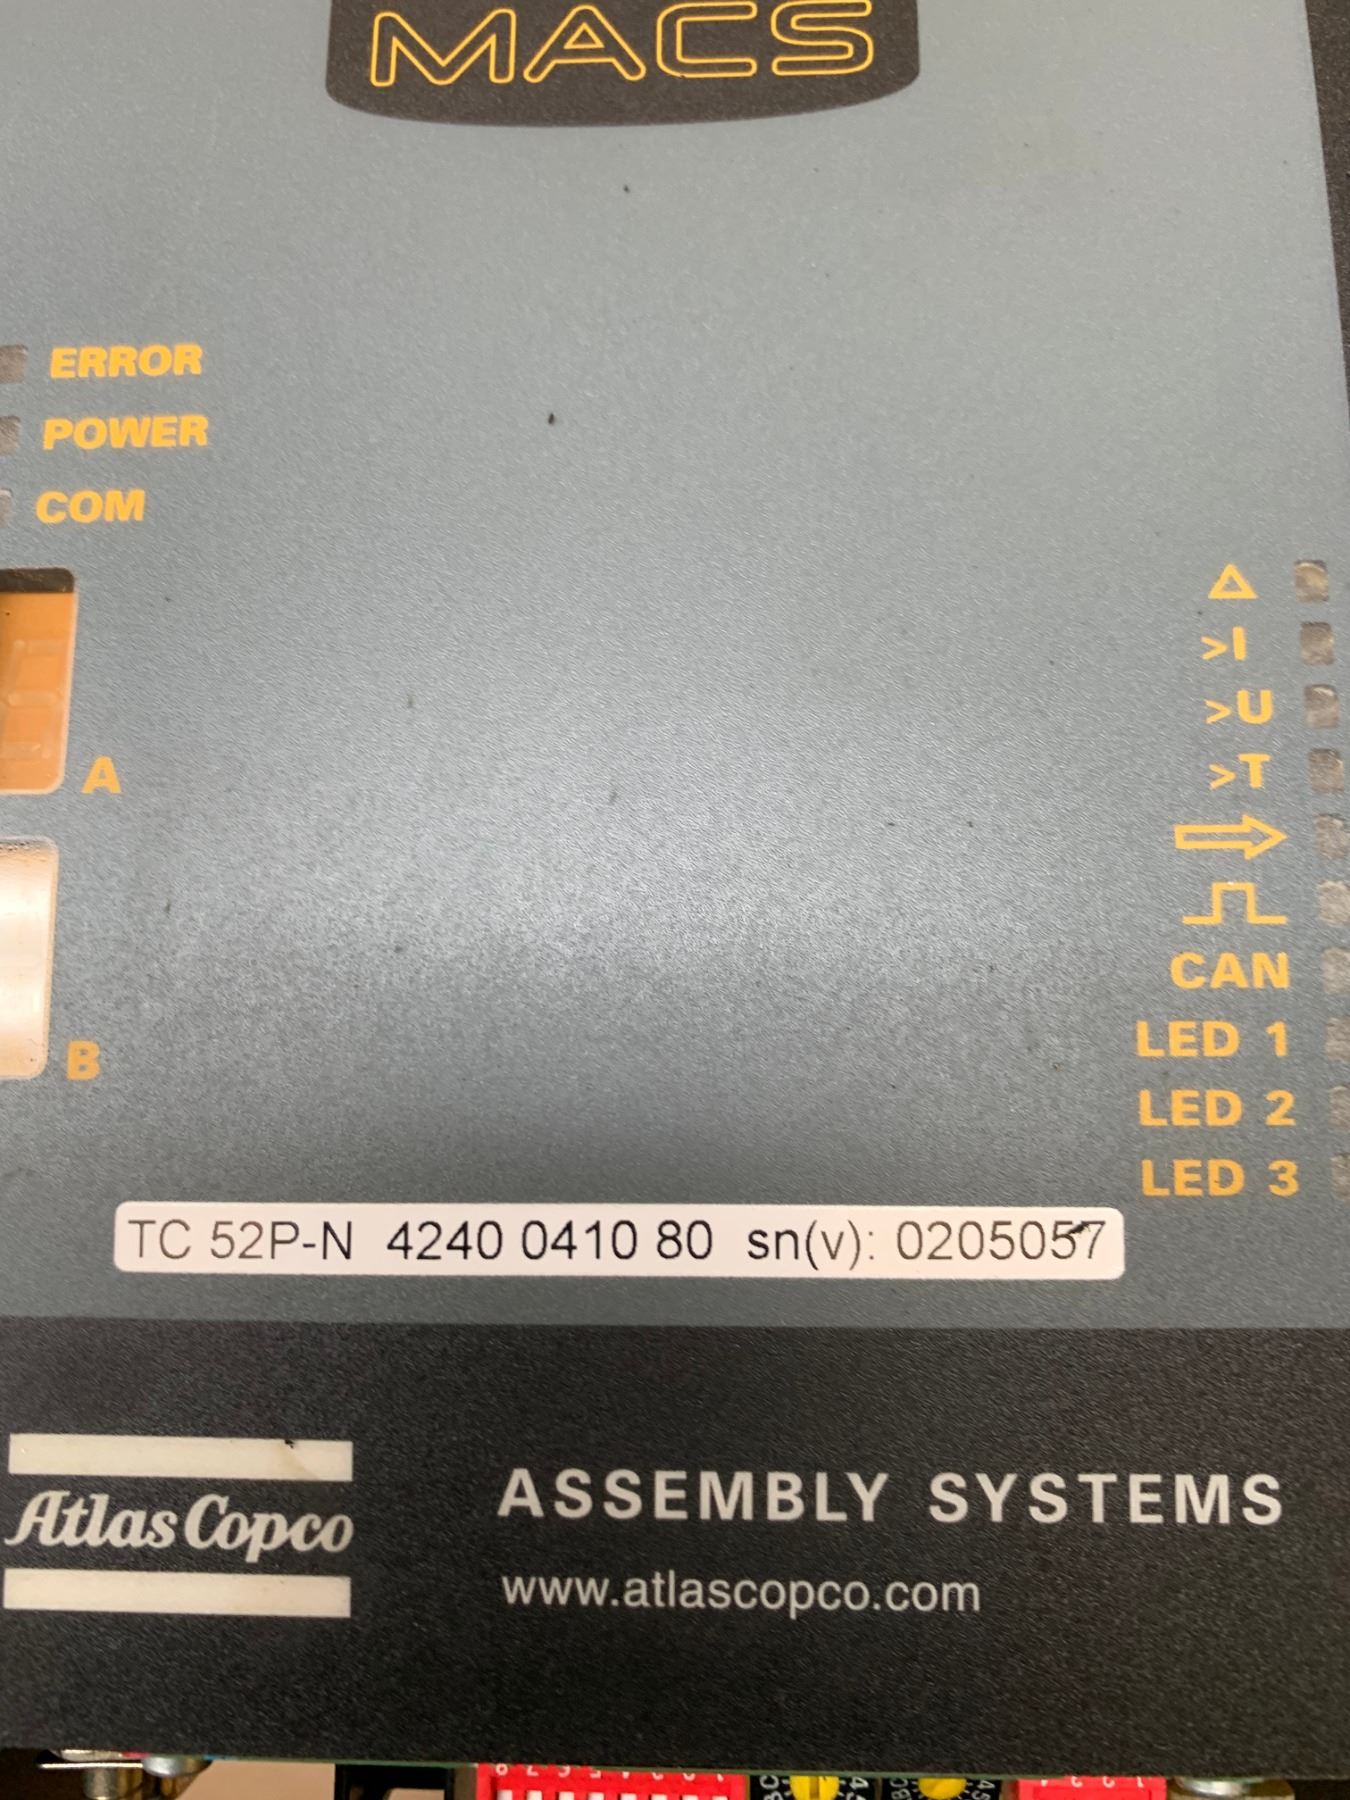 MACS
ERROR
POWER
COM
A
B
>I
>U
>T
CAN
LED 1
LED 2
LED 3
TC 52P-N 4240 0410 80 sn(v): 0205057
Atlas Copco
ASSEMBLY SYSTEMS
www.atlascopco.com